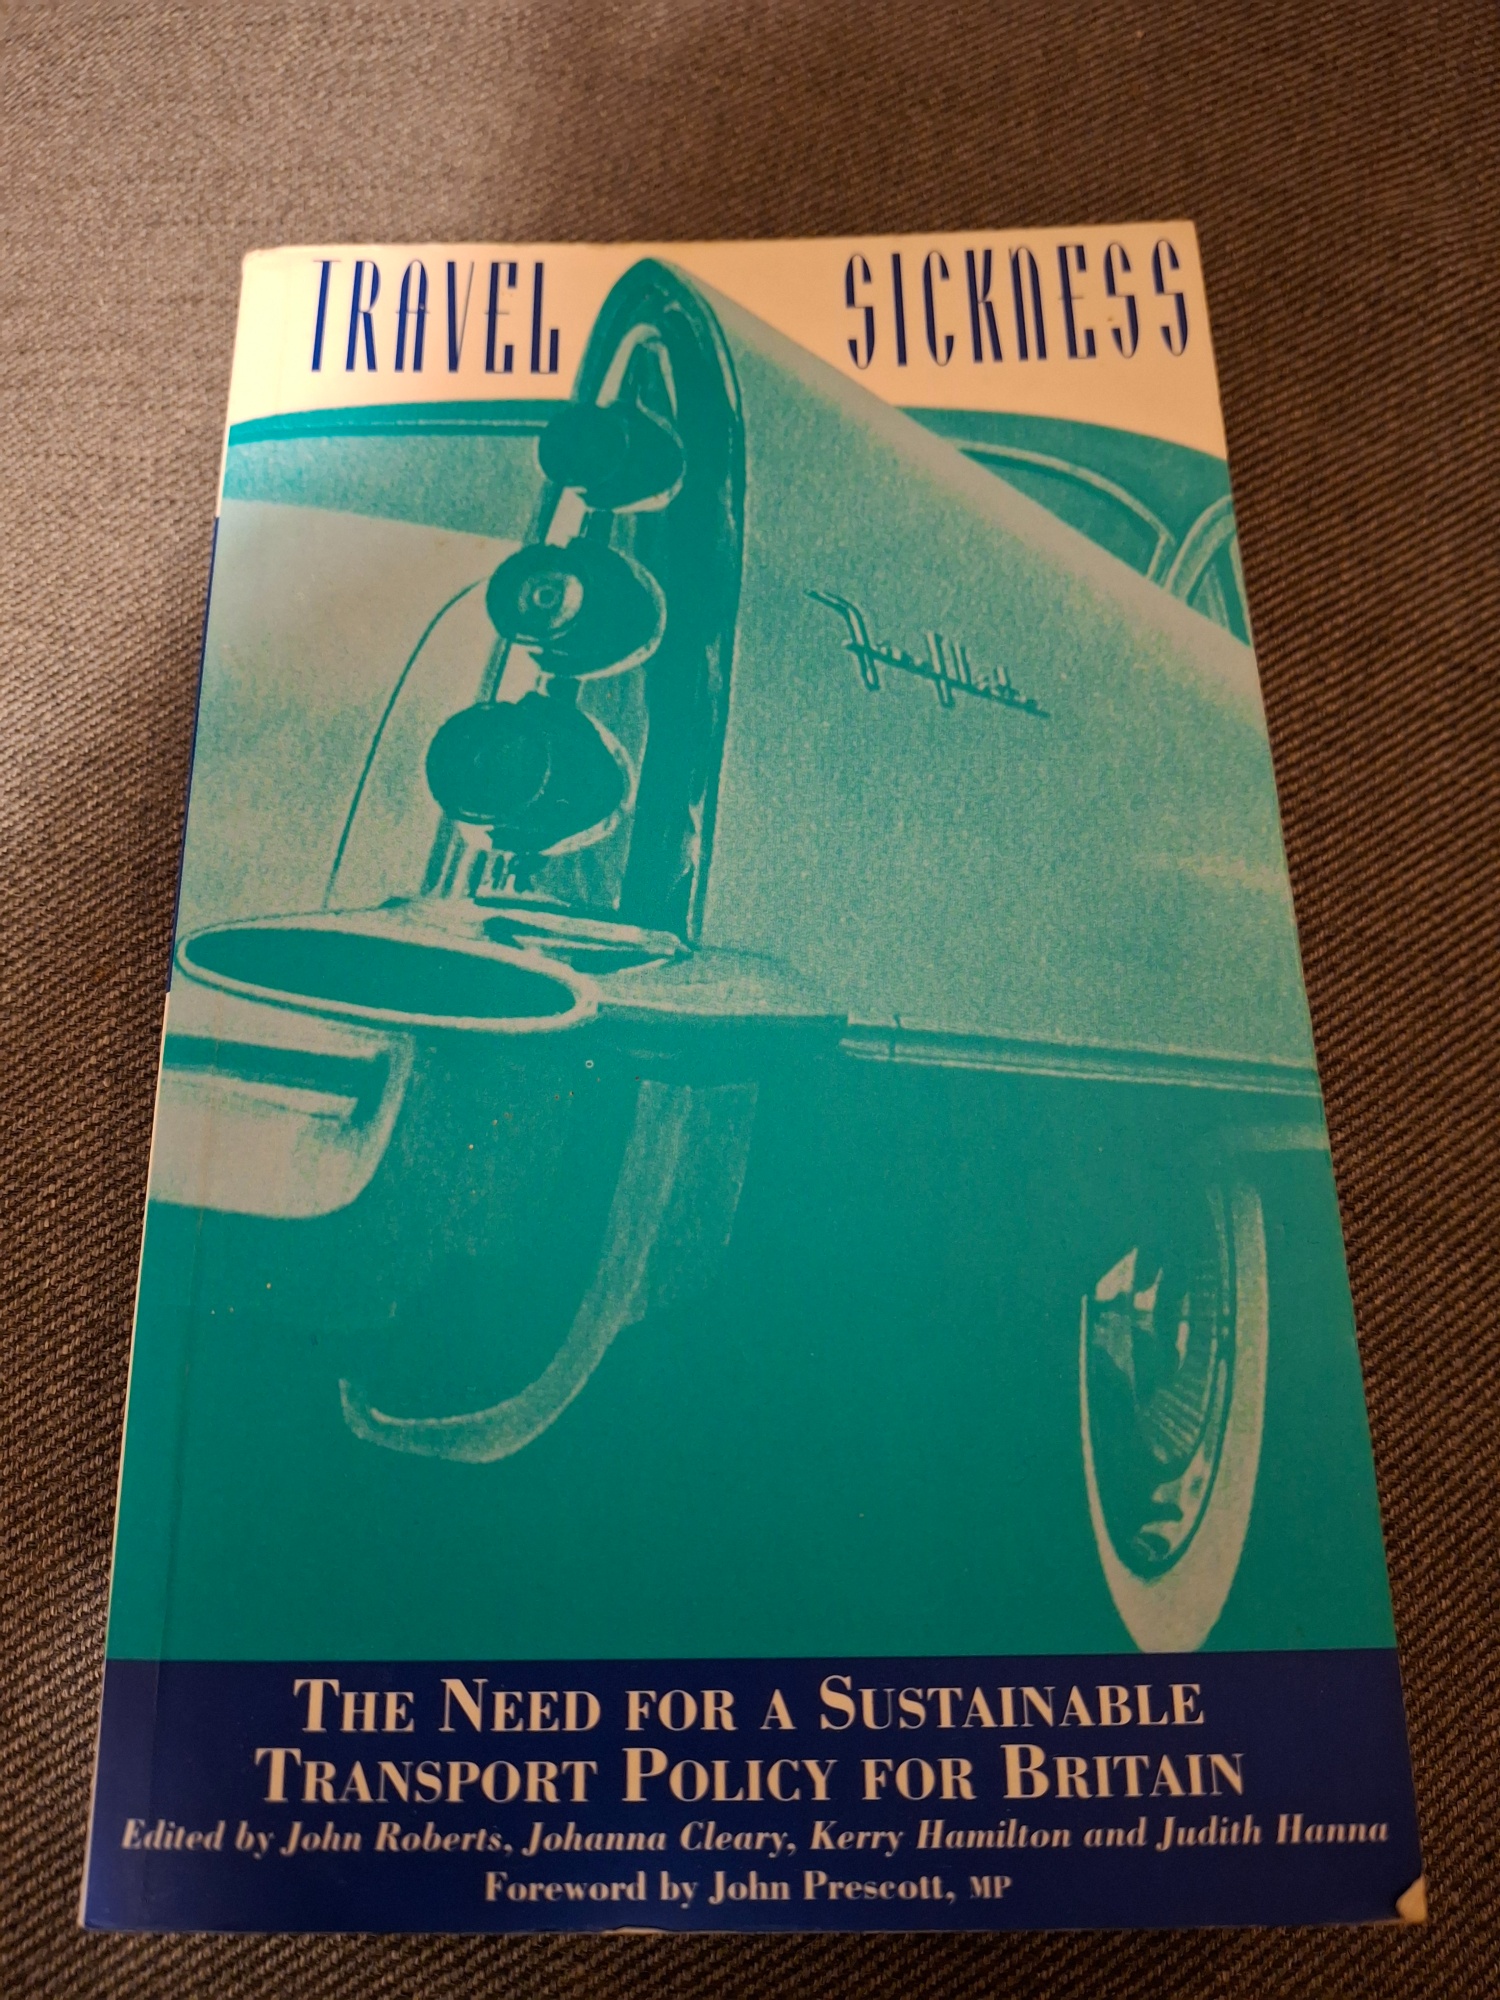 TRAVEL SICKNESS
THE NEED FOR A SUSTAINABLE
TRANSPORT POLICY FOR BRITAIN
Edited by John Roberts, Johanna Cleary, Kerry Hamilton and Judith Hanna
Foreword by John Prescott, MP